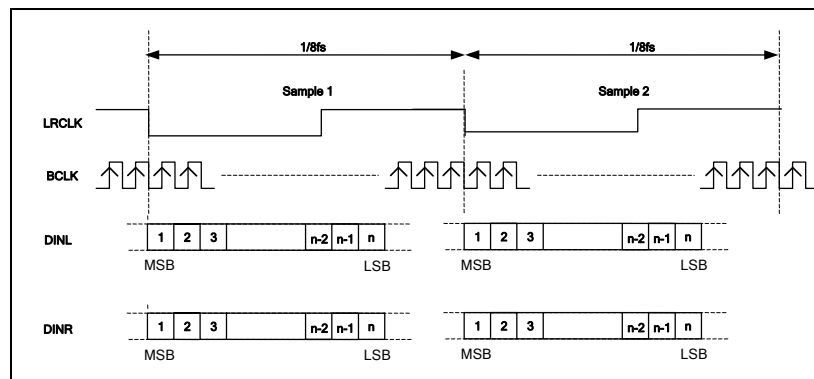 1/8fs 1/8fs
Sample 1 Sample 2
LRCLK
BCLK
DINL 1 2 3 n-2 n-1 n 1 2 3 n-2 n-1 n
MSB LSB MSB LSB
DINR 1 2 3 n-2 n-1 n 1 2 3 n-2 n-1 n
MSB LSB MSB LSB